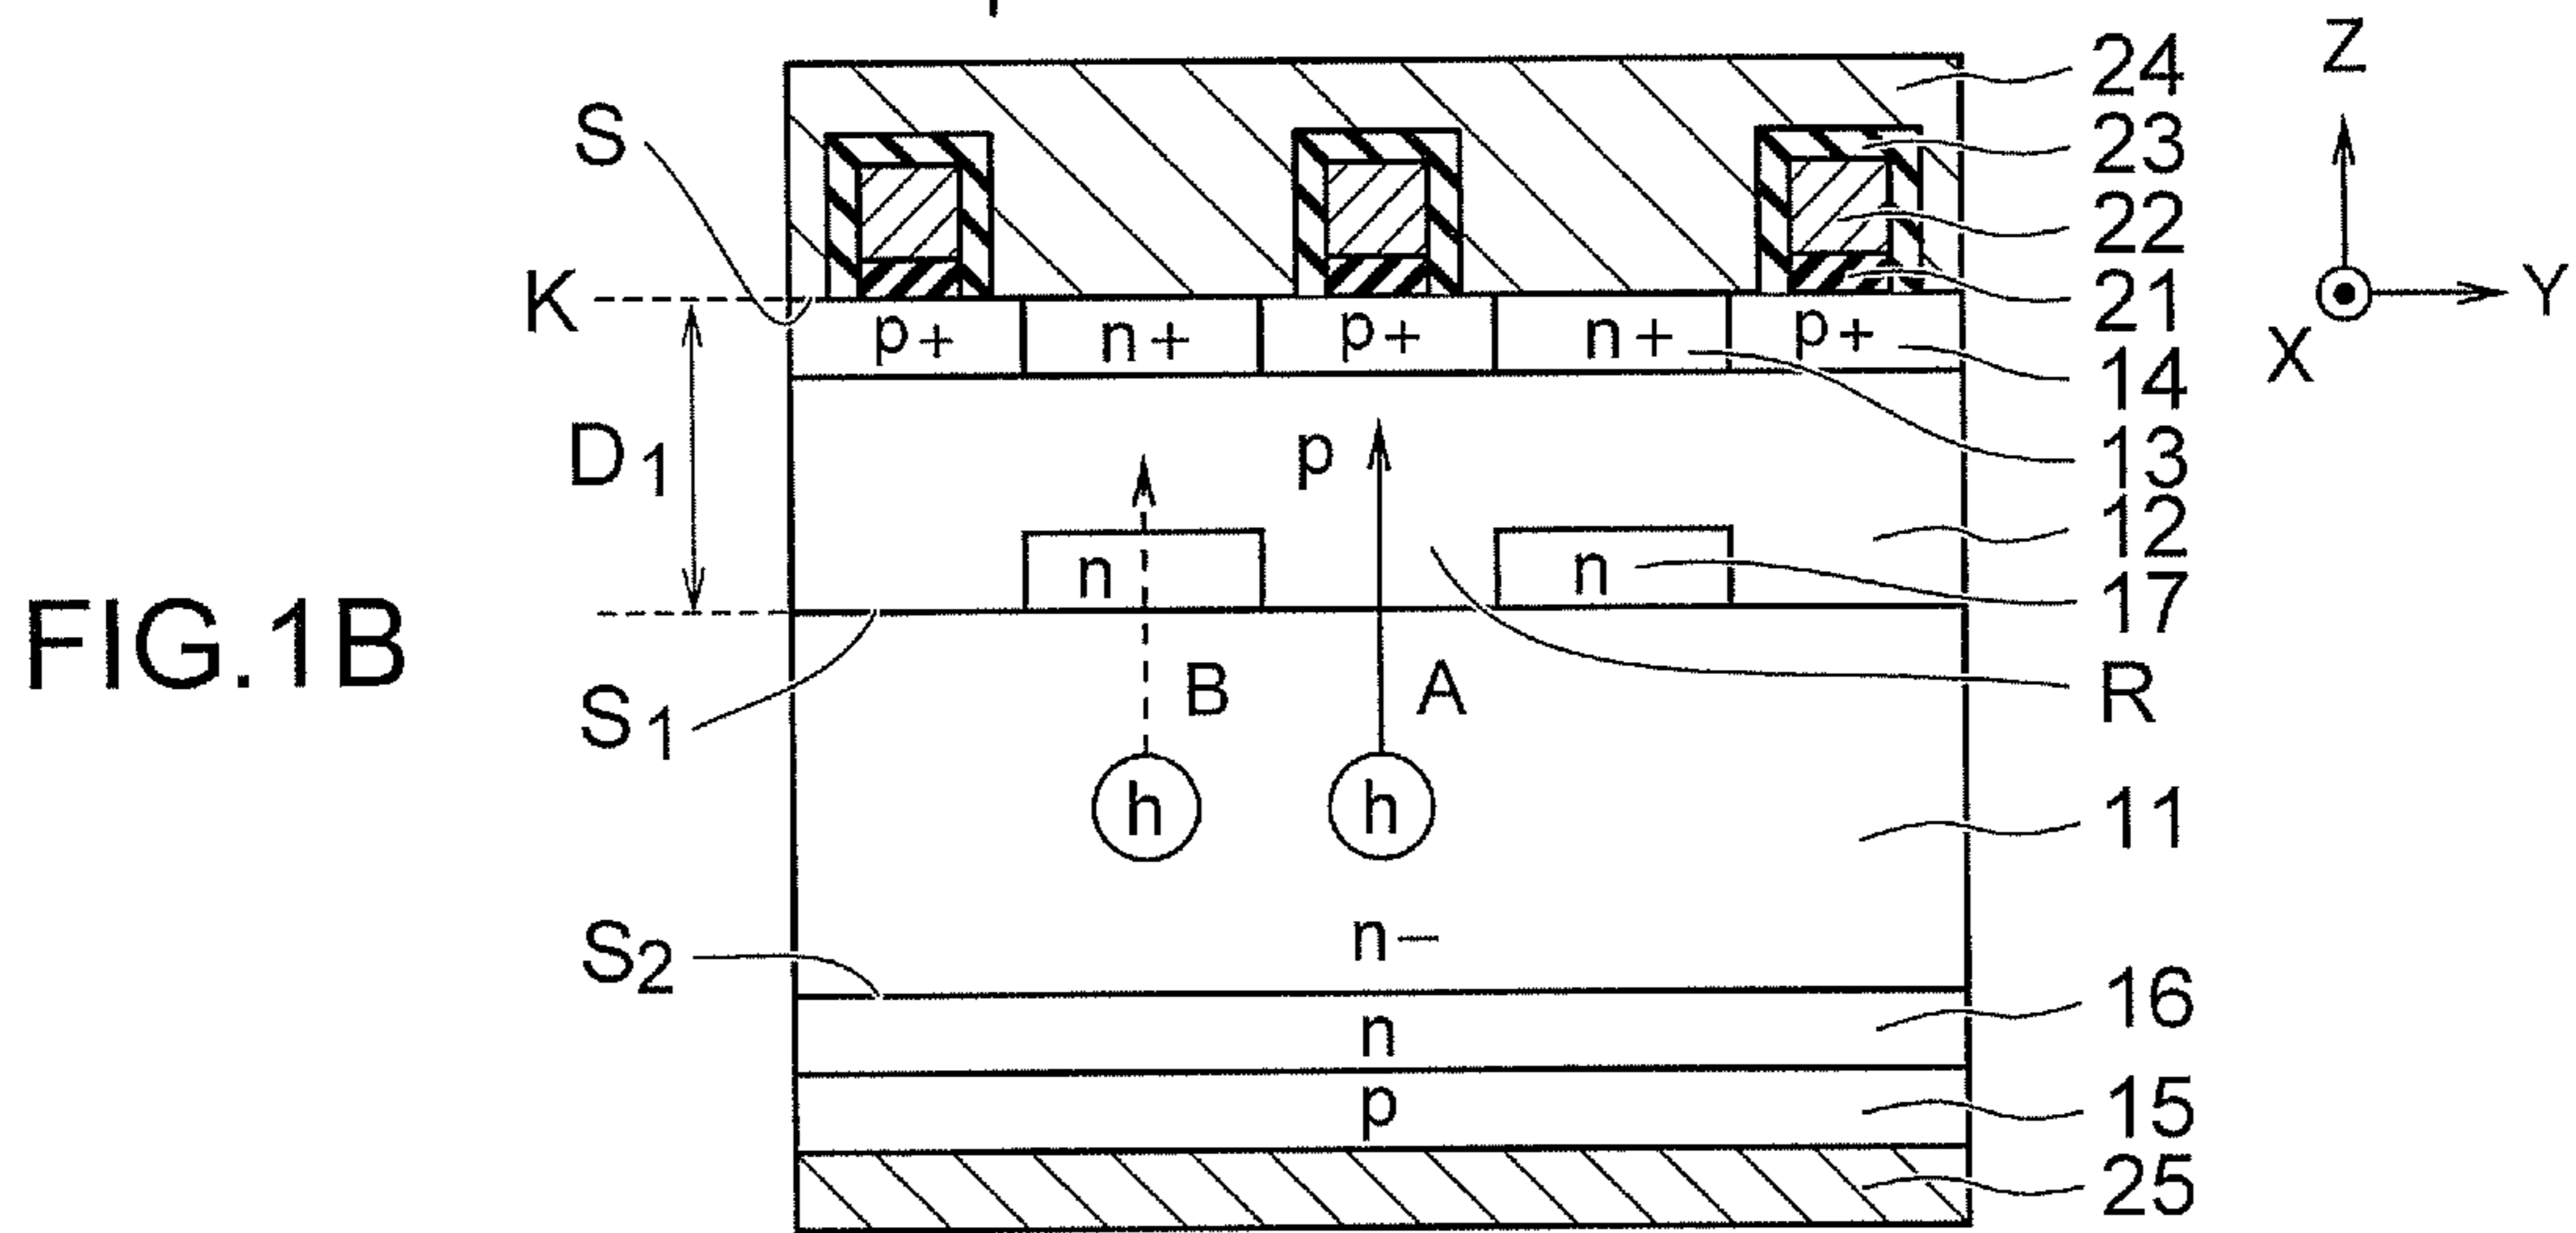 24
Z
S
23
22
K
21
Y
p+ n+ p+ n+ p+
X
14
D1
p
13
12
n n
17
FIG.1B
S1
B A
R
h h
11
S2
n−
16
n
15
p
25